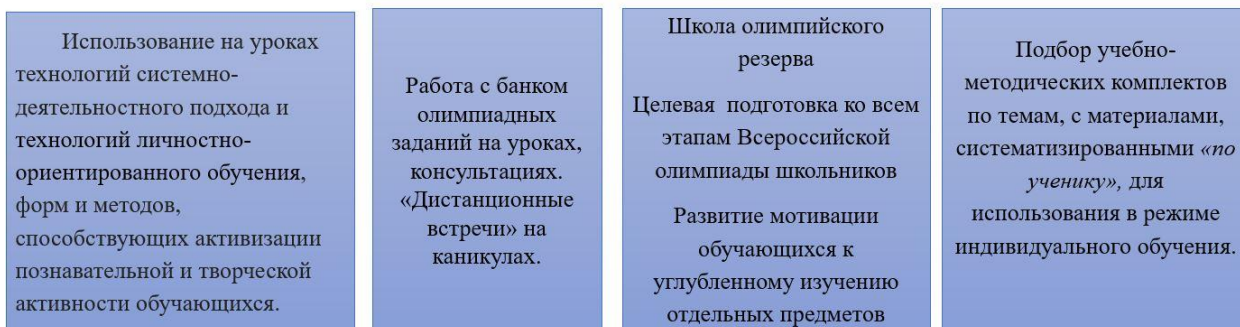 Использование на уроках
технологий системно-
деятельностного подхода и
технологий личностно-
ориентированного обучения,
форм и методов,
способствующих активизации
познавательной и творческой
активности обучающихся.
Работа с банком
олимпиадных
заданий на уроках,
консультациях.
«Дистанционные
встречи» на
каникулах.
Школа олимпийского
резерва
Целевая подготовка ко всем
этапам Всероссийской
олимпиады школьников
Развитие мотивации
обучающихся к
углубленному изучению
отдельных предметов
Подбор учебно-
методических комплектов
по темам, с материалами,
систематизированными «по
ученику», для
использования в режиме
индивидуального обучения.